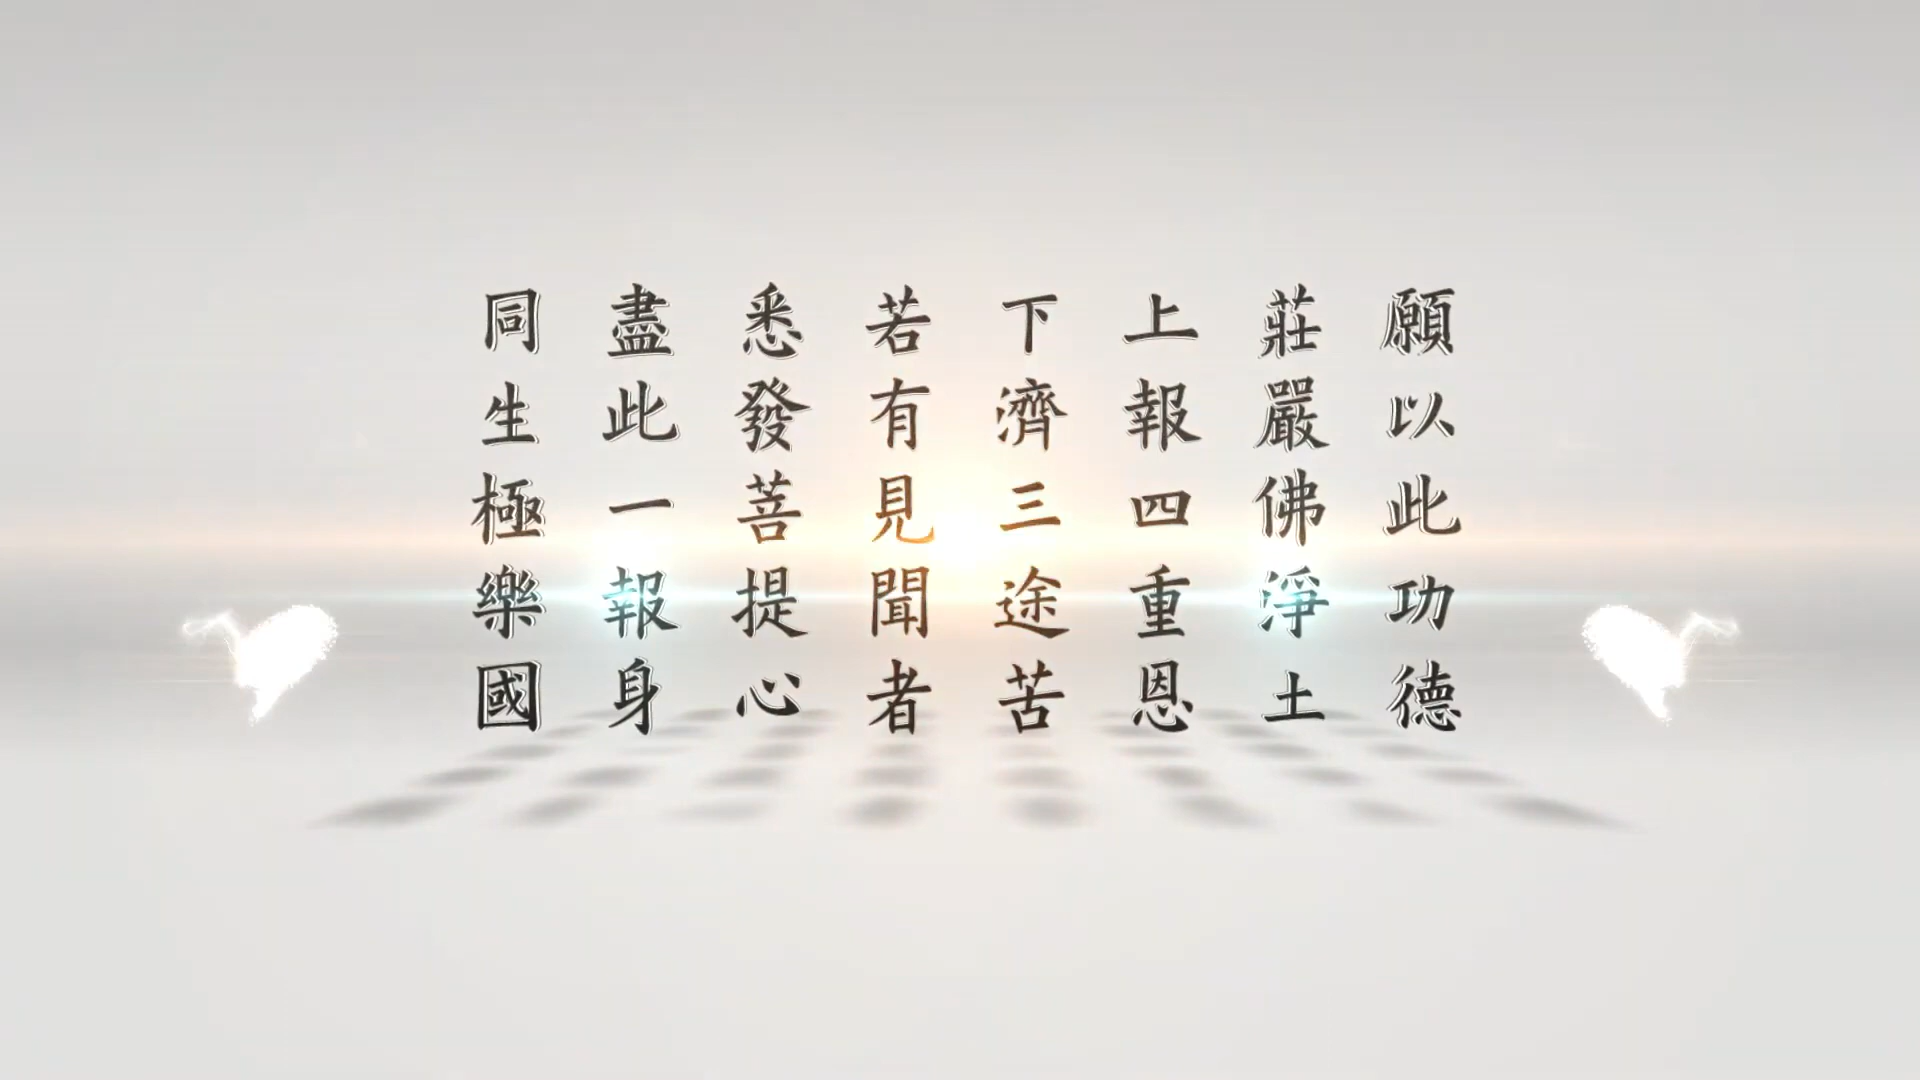 願以此功德
莊嚴佛淨土
上報四重恩
下濟三途苦
若有見聞者
悉發菩提心
盡此一報身
同生極樂國